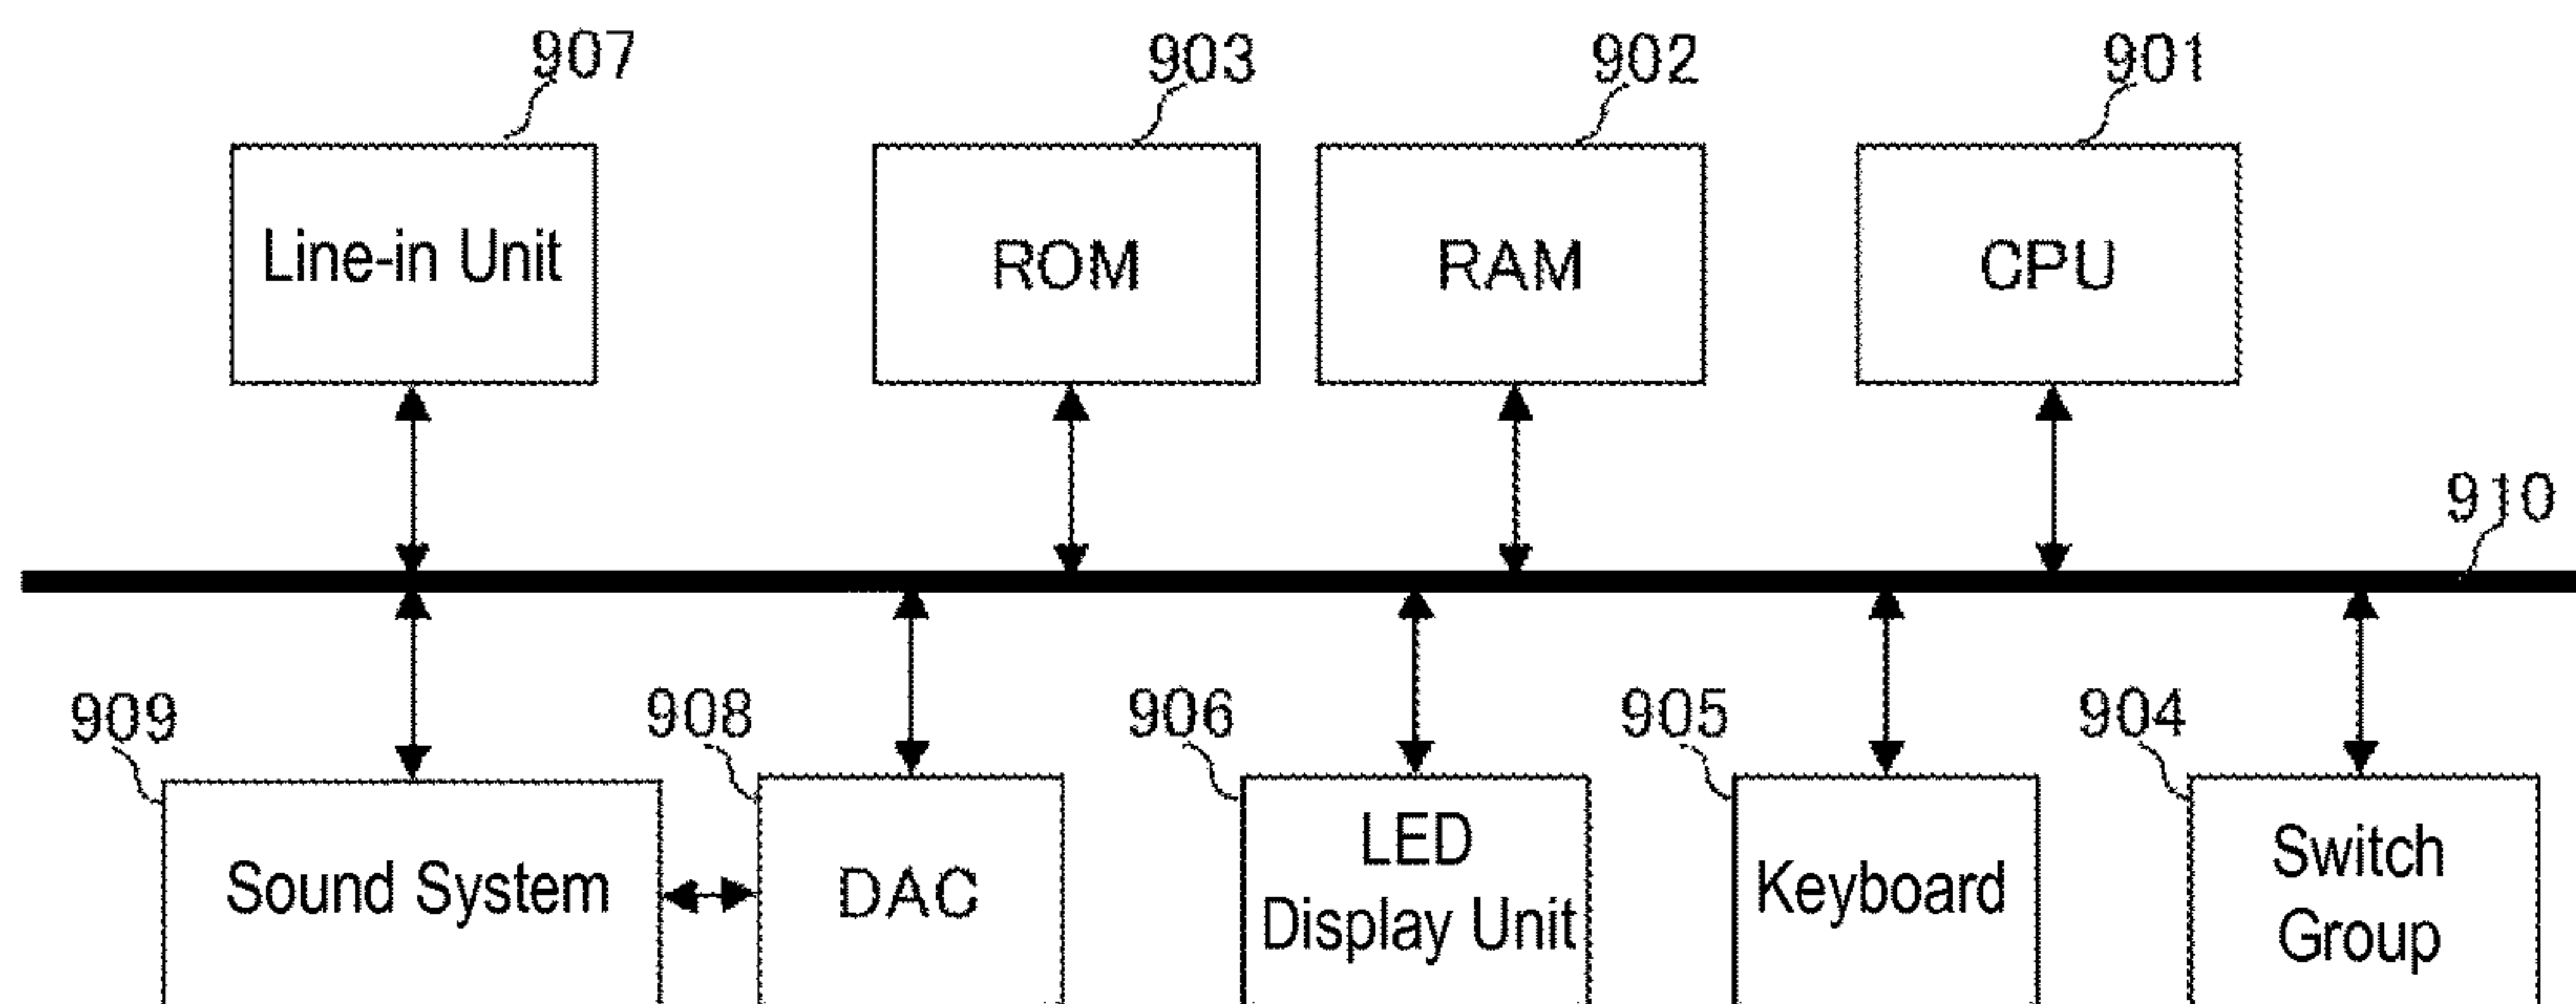 907
903
902
901
Line-in Unit
ROM
RAM
CPU
910
909
908
906
905
904
Sound System
DAC
LED
Display Unit
Keyboard
Switch
Group